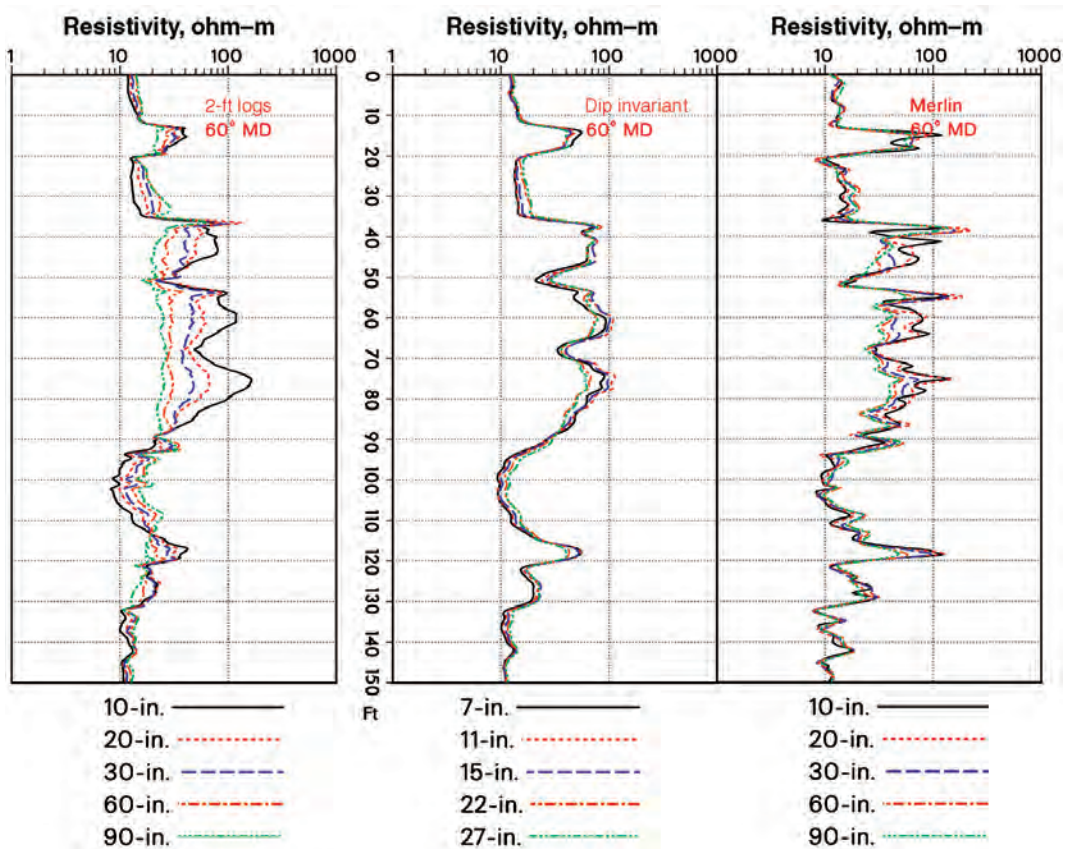 Resistivity, ohm–m
1 10 100 1000
2-ft logs
60° MD
10-in.
20-in.
30-in.
60-in.
90-in.
Resistivity, ohm–m
1 10 100 1000
Dip invariant
60° MD
0
10
20
30
40
50
60
70
80
90
100
110
120
130
140
150
Ft
7-in.
11-in.
15-in.
22-in.
27-in.
Resistivity, ohm–m
1 10 100 1000
Merlin
60° MD
10-in.
20-in.
30-in.
60-in.
90-in.